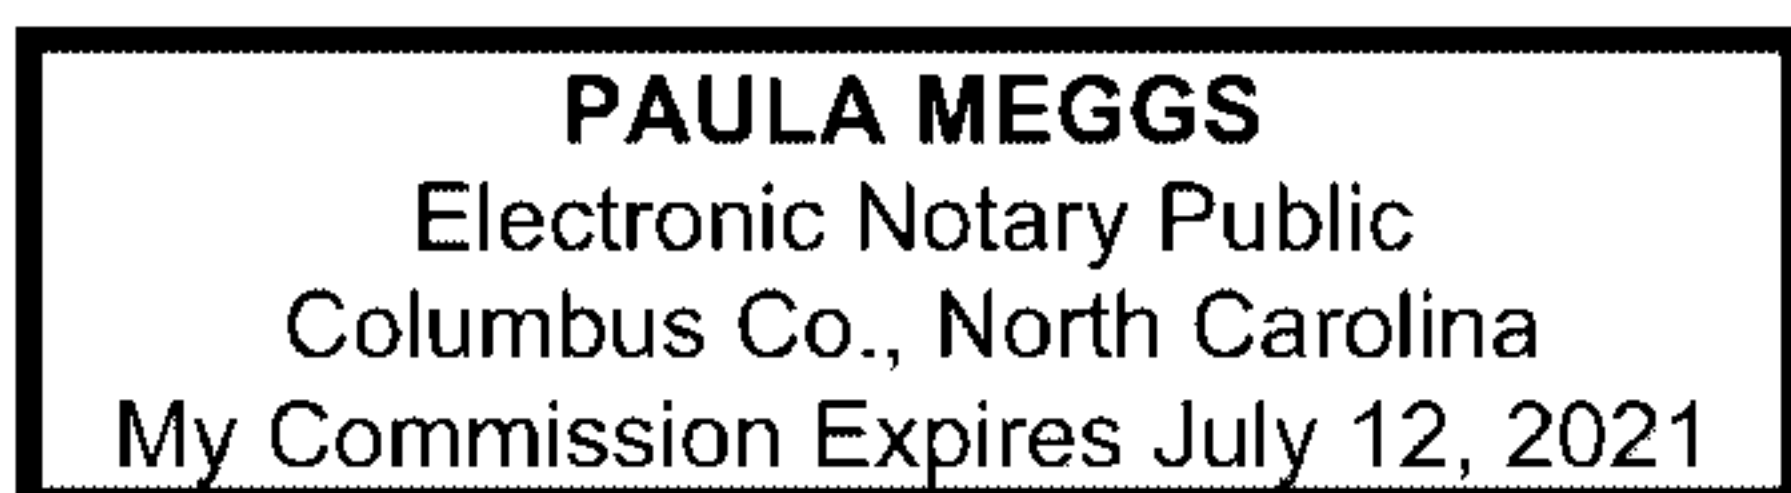 PAULA MEGGS
Electronic Notary Public
Columbus Co., North Carolina
My Commission Expires July 12, 2021